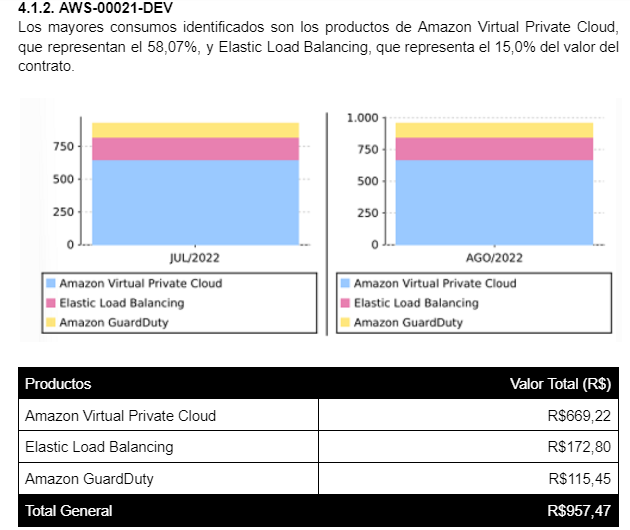 4.1.2. AWS-00021-DEV
Los mayores consumos identificados son los productos de Amazon Virtual Private Cloud,
que representan el 58,07%, y Elastic Load Balancing, que representa el 15,0% del valor del
contrato.
750
500
250
0
JUL/2022
Amazon Virtual Private Cloud
Elastic Load Balancing
Amazon GuardDuty
1.000
750
500
250
0
AGO/2022
Amazon Virtual Private Cloud
Elastic Load Balancing
Amazon GuardDuty
Productos Valor Total (R$)
Amazon Virtual Private Cloud R$669,22
Elastic Load Balancing R$172,80
Amazon GuardDuty R$115,45
Total General R$957,47